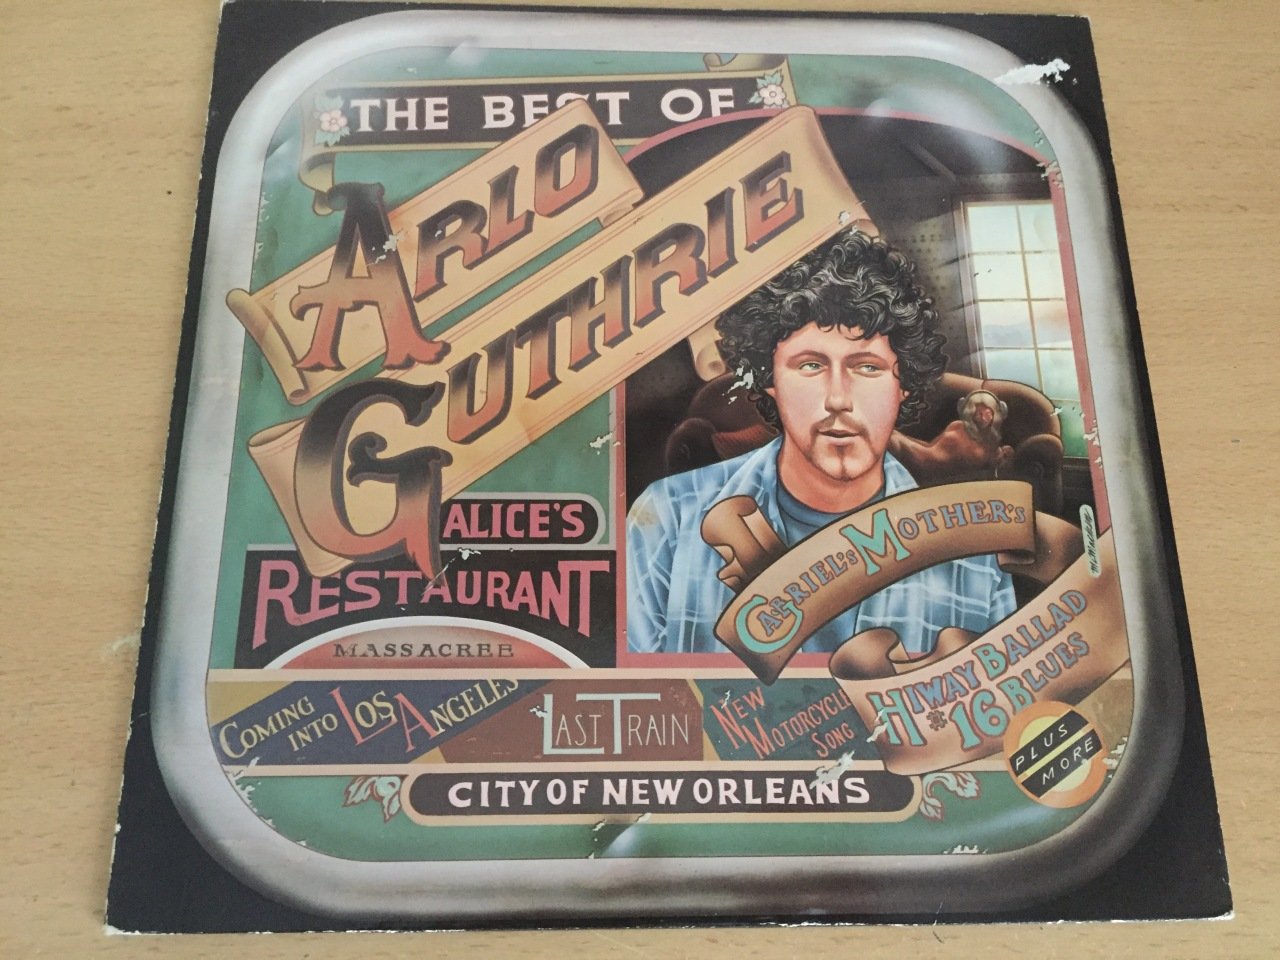 THE BEST OF
ARLO
GUTHRIE
ALICE'S
RESTAURANT
MASSACREE
GABRIEL'S MOTHER'S
HIWAY BALLAD
#16 BLUES
COMING
INTO LOS ANGELES
LAST TRAIN
NEW
MOTORCYCLE
SONG
PLUS
MORE
CITY OF NEW ORLEANS